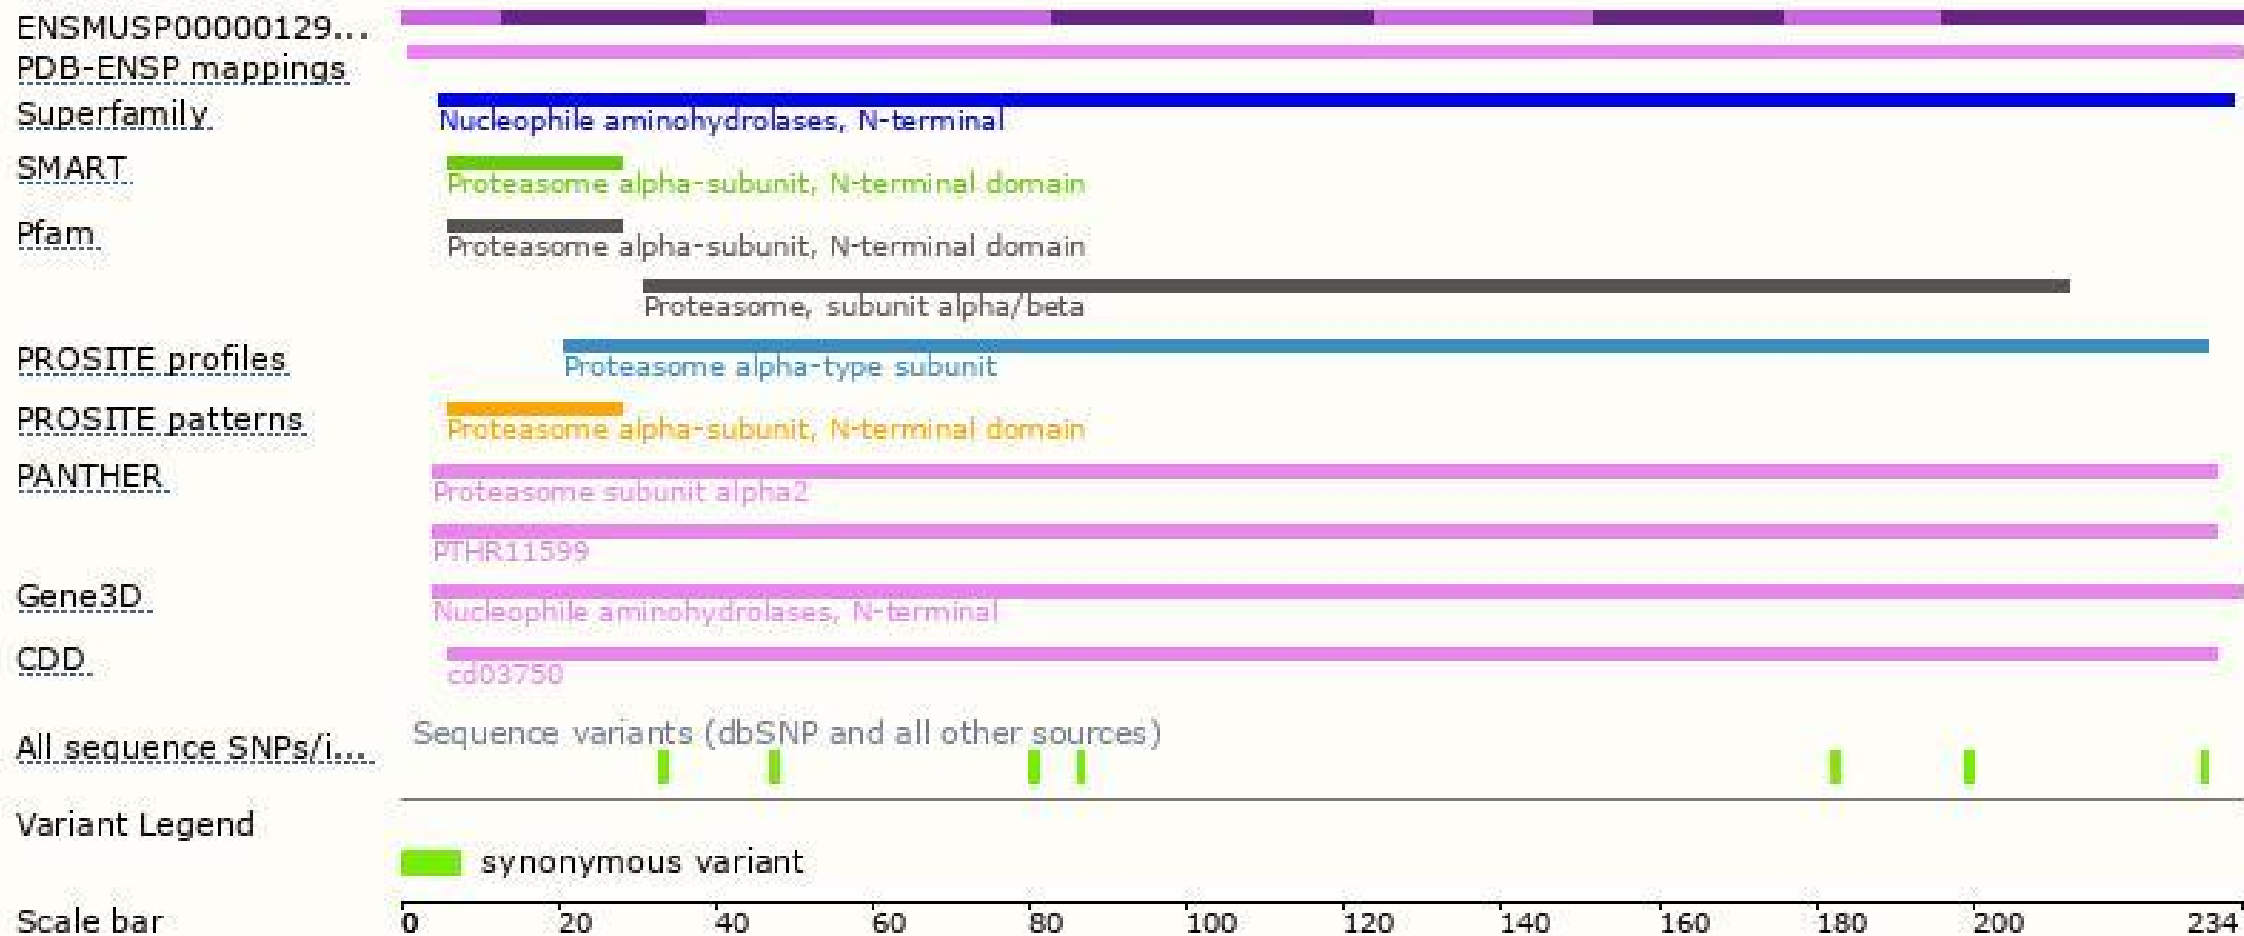 ENSMUSP00000129...
PDB-ENSP mappings
Superfamily
Nucleophile aminohydrolases, N-terminal
SMART
Proteasome alpha-subunit, N-terminal domain
Pfam
Proteasome alpha-subunit, N-terminal domain
Proteasome, subunit alpha/beta
PROSITE profiles
Proteasome alpha-type subunit
PROSITE patterns
Proteasome alpha-subunit, N-terminal domain
PANTHER
Proteasome subunit alpha2
PTHR11599
Gene3D
Nucleophile aminohydrolases, N-terminal
CDD
cd03750
Sequence variants (dbSNP and all other sources)
All sequence SNPs/i...
Variant Legend
synonymous variant
Scale bar 0 20 40 60 80 100 120 140 160 180 200 234